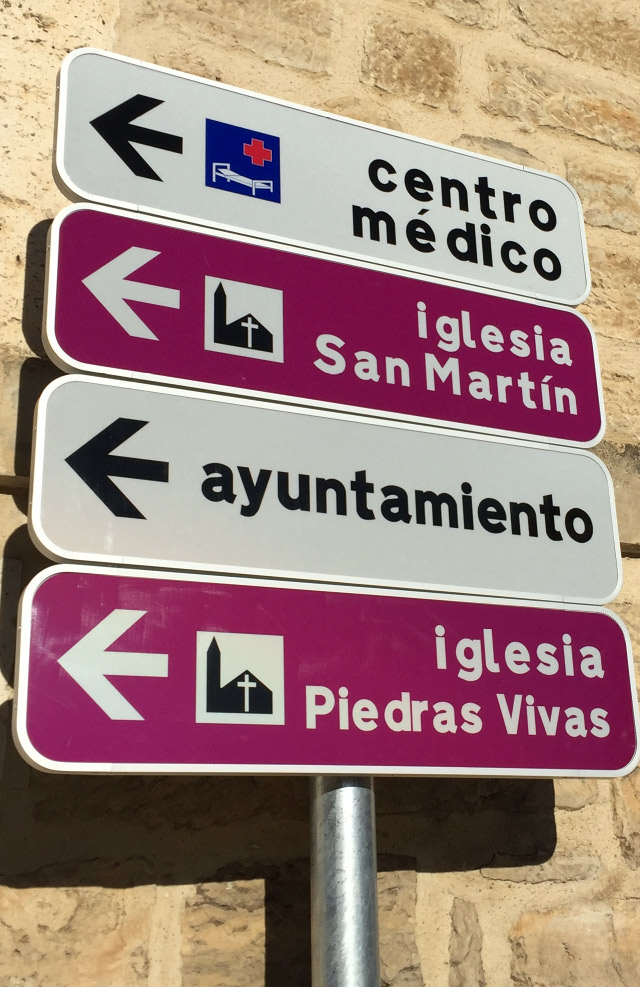 centro
médico
iglesia
San Martín
ayuntamiento
iglesia
Piedras Vivas